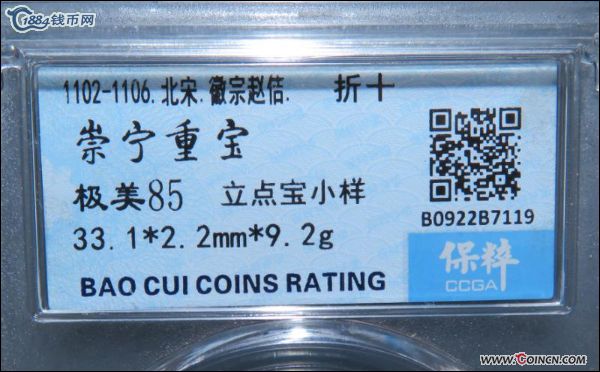 1884钱币网
1102-1106.北宋.徽宗赵佶. 折十
崇宁重宝
极美85 立点宝小样
33.1*2.2mm*9.2g
B0922B7119
BAO CUI COINS RATING
保粹
CCGA
www.COINCN.com